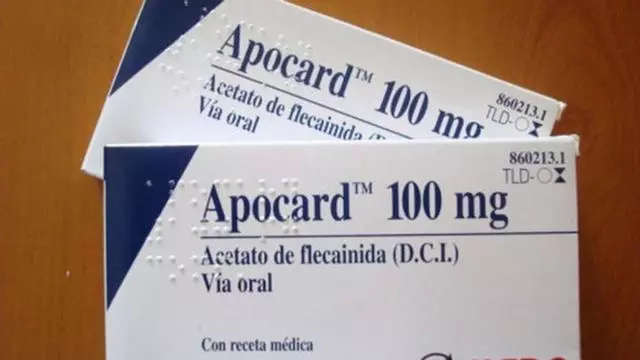 Apocard™ 100 mg
860213.1
TLD-
Acetato de flecainida (D.
Vía oral
860213.1
TLD-
Apocard™ 100 mg
Acetato de flecainida (D.C.I.)
Vía oral
Con receta médica